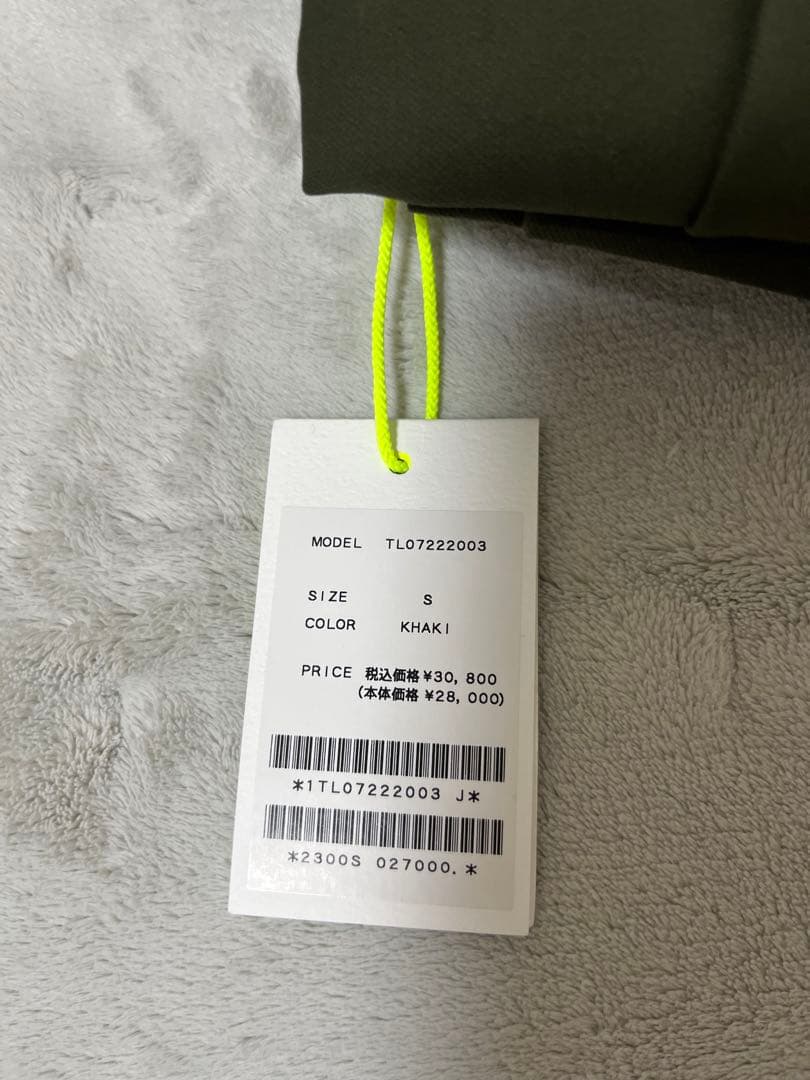 MODEL TL07222003
SIZE S
COLOR KHAKI
PRICE 税込価格 ¥30,800
(本体価格 ¥28,000)
*1TL07222003 J*
*2300S 027000.*